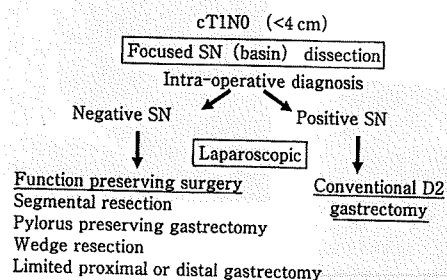 cT1N0 (<4 cm)
Focused SN (basin) dissection
Intra-operative diagnosis
Negative SN
Positive SN
Laparoscopic
Function preserving surgery
Segmental resection
Pylorus preserving gastrectomy
Wedge resection
Limited proximal or distal gastrectomy
Conventional D2
gastrectomy